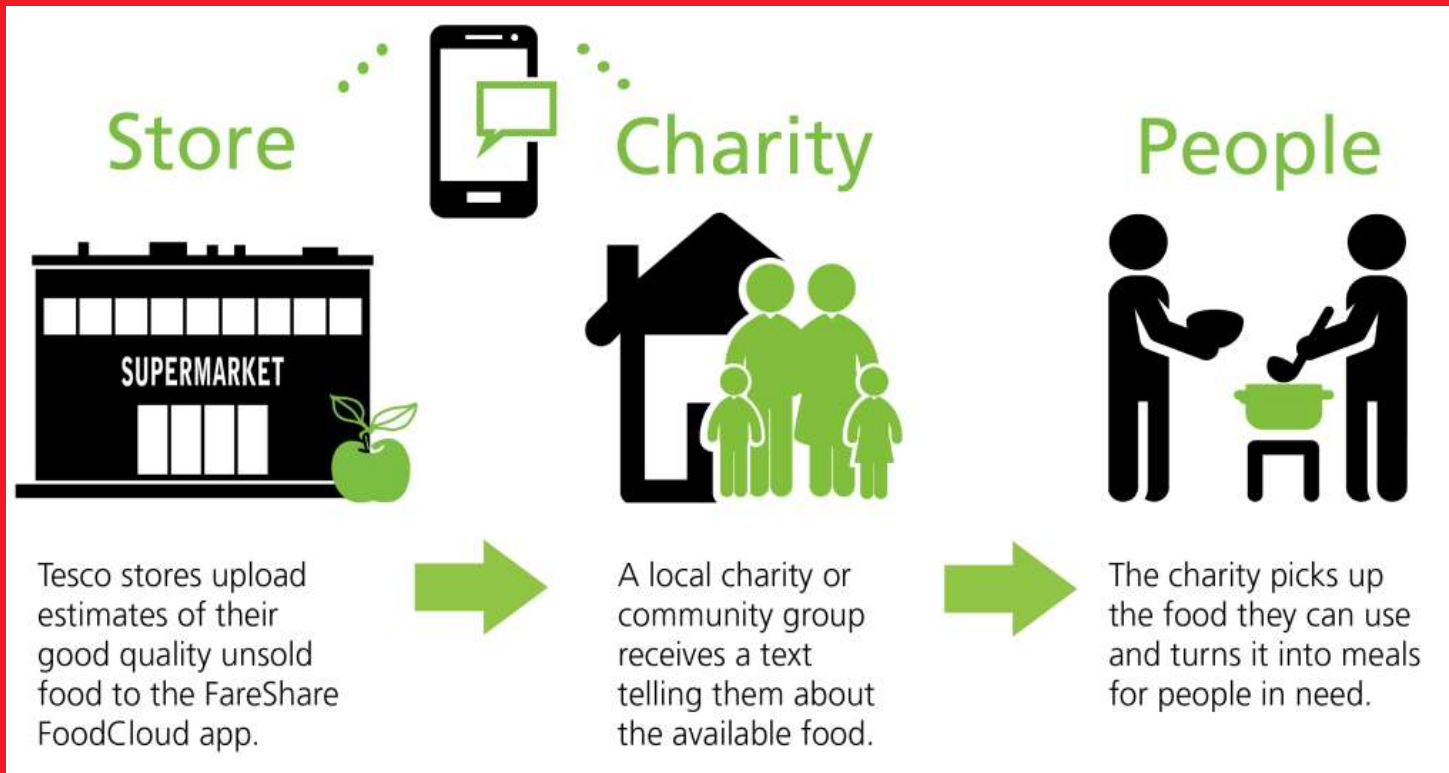 Store
Charity
People
SUPERMARKET
Tesco stores upload
estimates of their
good quality unsold
food to the FareShare
FoodCloud app.
A local charity or
community group
receives a text
telling them about
the available food.
The charity picks up
the food they can use
and turns it into meals
for people in need.